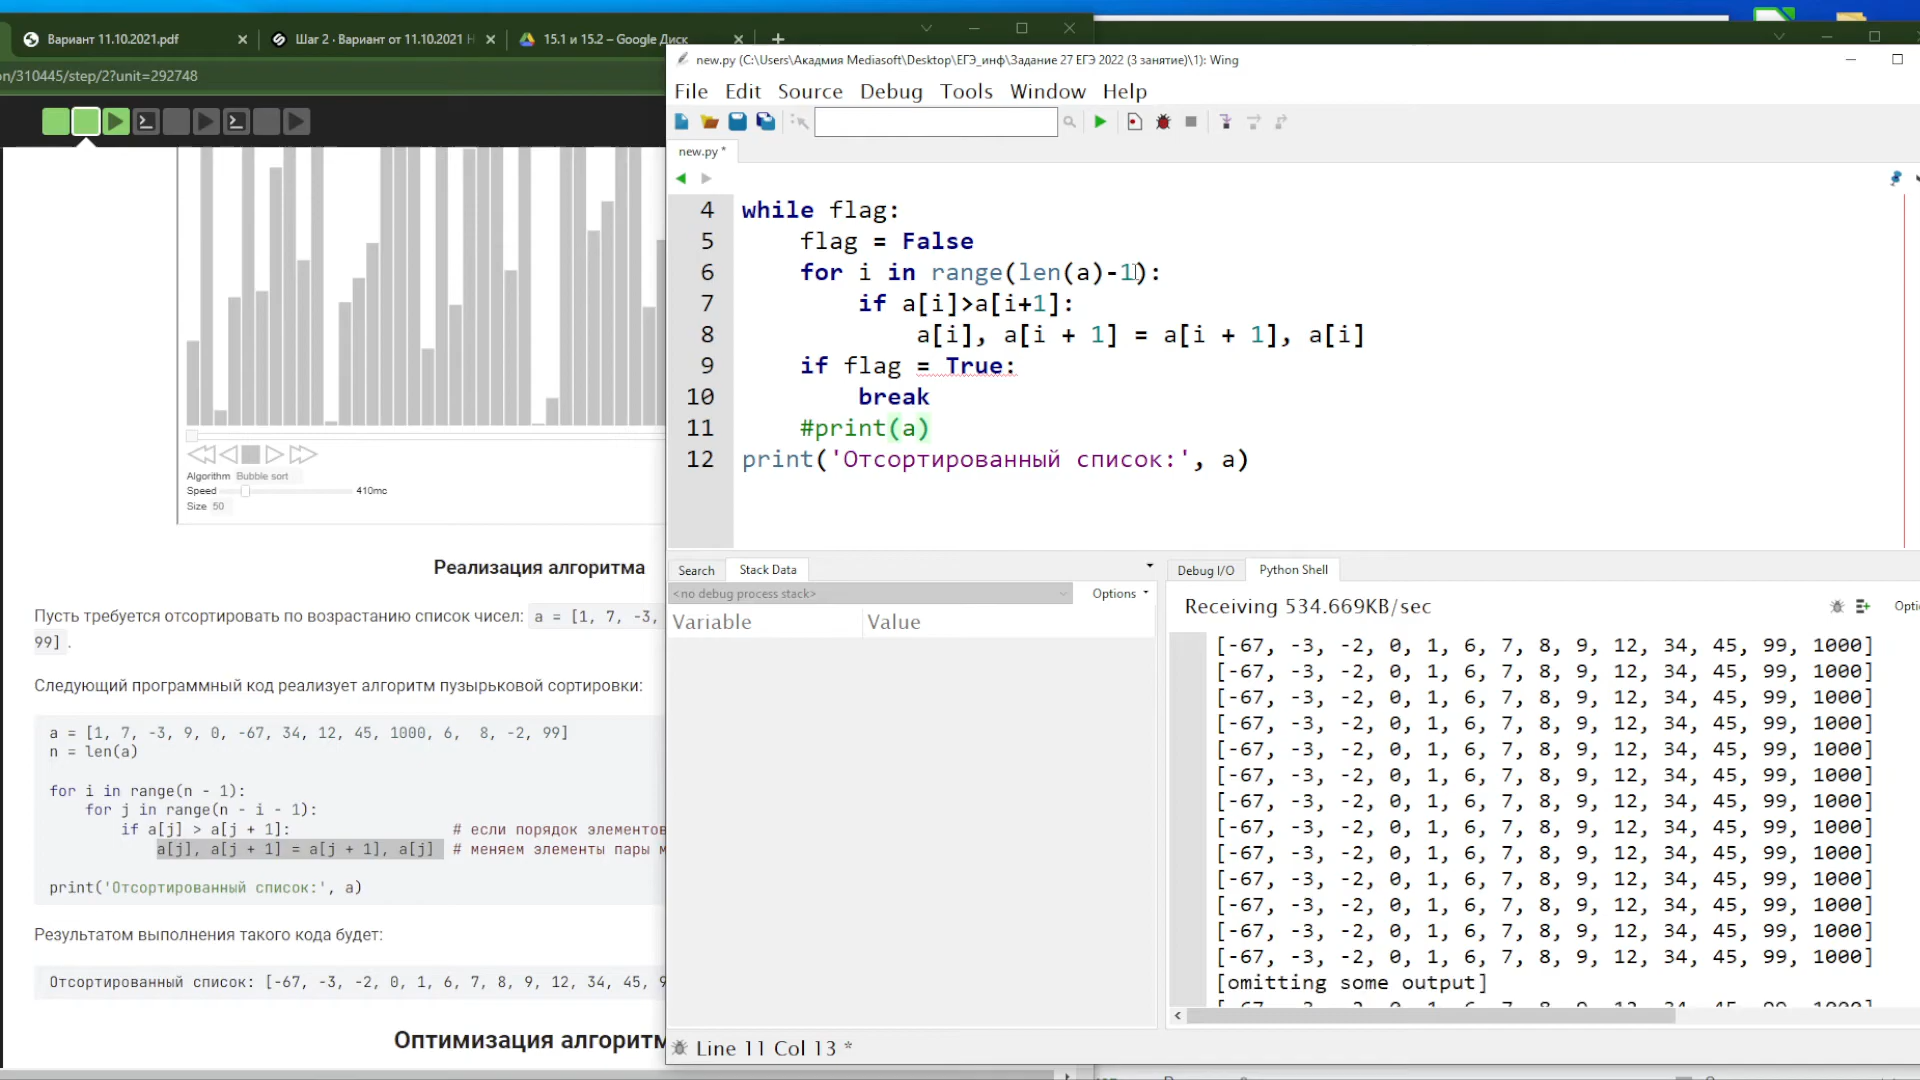 Вариант 11.10.2021.pdf
Шаг 2 · Вариант от 11.10.2021
15.1 и 15.2 – Google Диск
on/310445/step/2?unit=292748
Algorithm Bubble sort
Speed 410mc
Size 50
Реализация алгоритма
Пусть требуется отсортировать по возрастанию список чисел: a = [1, 7, -3,
99] .
Следующий программный код реализует алгоритм пузырьковой сортировки:
a = [1, 7, -3, 9, 0, -67, 34, 12, 45, 1000, 6,  8, -2, 99]
n = len(a)
for i in range(n - 1):
for j in range(n - i - 1):
if a[j] > a[j + 1]: # если порядок элементов
a[j], a[j + 1] = a[j + 1], a[j] # меняем элементы пары
print('Отсортированный список:', a)
Результатом выполнения такого кода будет:
Отсортированный список: [-67, -3, -2, 0, 1, 6, 7, 8, 9, 12, 34, 45, 9
Оптимизация алгоритм
new.py (C:\Users\Акадмия Mediasoft\Desktop\ЕГЭ_инф\Задание 27 ЕГЭ 2022 (3 занятие)\1): Wing
File Edit Source Debug Tools Window Help
new.py *
4 while flag:
5 flag = False
6 for i in range(len(a)-1):
7 if a[i]>a[i+1]:
8 a[i], a[i + 1] = a[i + 1], a[i]
9 if flag = True:
10 break
11 #print(a)
12 print('Отсортированный список:', a)
Search Stack Data
<no debug process stack> Options
Variable Value
Debug I/O Python Shell
Receiving 534.669KB/sec Optio
[-67, -3, -2, 0, 1, 6, 7, 8, 9, 12, 34, 45, 99, 1000]
[-67, -3, -2, 0, 1, 6, 7, 8, 9, 12, 34, 45, 99, 1000]
[-67, -3, -2, 0, 1, 6, 7, 8, 9, 12, 34, 45, 99, 1000]
[-67, -3, -2, 0, 1, 6, 7, 8, 9, 12, 34, 45, 99, 1000]
[-67, -3, -2, 0, 1, 6, 7, 8, 9, 12, 34, 45, 99, 1000]
[-67, -3, -2, 0, 1, 6, 7, 8, 9, 12, 34, 45, 99, 1000]
[-67, -3, -2, 0, 1, 6, 7, 8, 9, 12, 34, 45, 99, 1000]
[-67, -3, -2, 0, 1, 6, 7, 8, 9, 12, 34, 45, 99, 1000]
[-67, -3, -2, 0, 1, 6, 7, 8, 9, 12, 34, 45, 99, 1000]
[-67, -3, -2, 0, 1, 6, 7, 8, 9, 12, 34, 45, 99, 1000]
[-67, -3, -2, 0, 1, 6, 7, 8, 9, 12, 34, 45, 99, 1000]
[-67, -3, -2, 0, 1, 6, 7, 8, 9, 12, 34, 45, 99, 1000]
[-67, -3, -2, 0, 1, 6, 7, 8, 9, 12, 34, 45, 99, 1000]
[omitting some output]
Line 11 Col 13 *